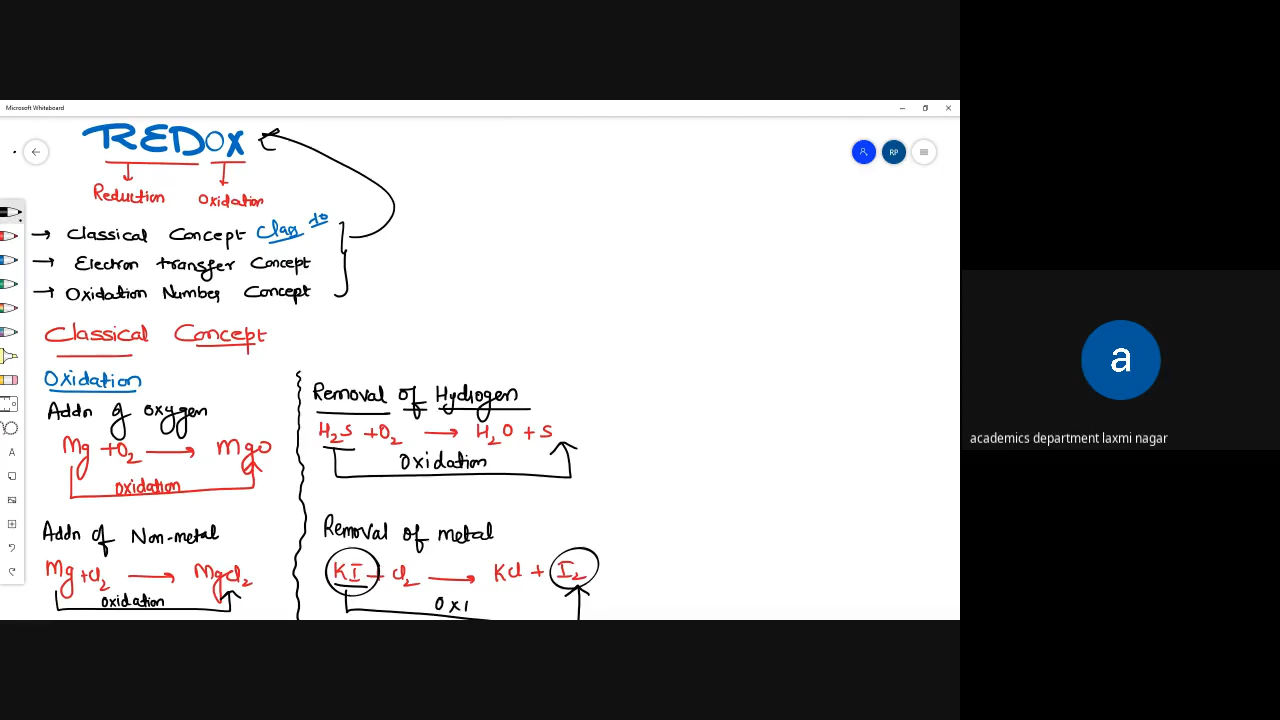 Microsoft Whiteboard
REDOX
RP
Reduction
Oxidation
→ Classical Concept Class 10
→ Electron transfer Concept
→ Oxidation Number Concept
Classical Concept
Oxidation
Addn of oxygen
Mg + O2 → MgO
oxidation
Addn of Non-metal
Mg + Cl2 → MgCl2
oxidation
Removal of Hydrogen
H2S + O2 → H2O + S
Oxidation
Removal of metal
KI + Cl2 → KCl + I2
OXI
a
academics department laxmi nagar